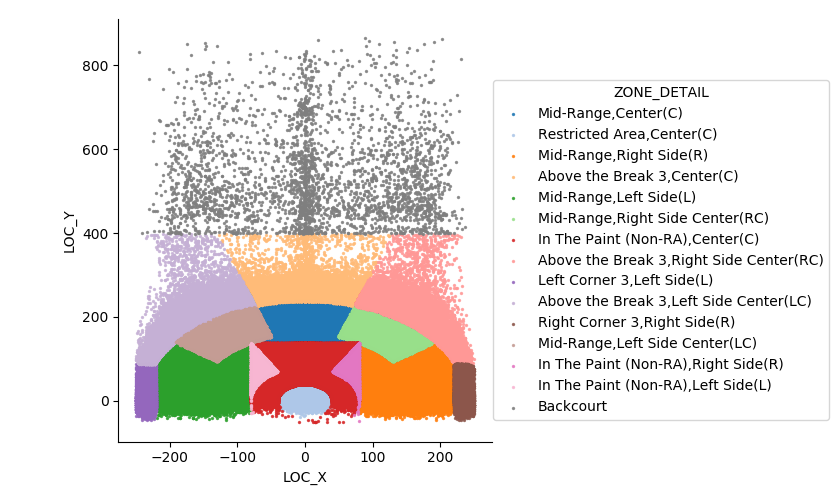 800
600
400
200
0
LOC_Y
−200
−100
0
100
200
LOC_X
ZONE_DETAIL
Mid-Range,Center(C)
Restricted Area,Center(C)
Mid-Range,Right Side(R)
Above the Break 3,Center(C)
Mid-Range,Left Side(L)
Mid-Range,Right Side Center(RC)
In The Paint (Non-RA),Center(C)
Above the Break 3,Right Side Center(RC)
Left Corner 3,Left Side(L)
Above the Break 3,Left Side Center(LC)
Right Corner 3,Right Side(R)
Mid-Range,Left Side Center(LC)
In The Paint (Non-RA),Right Side(R)
In The Paint (Non-RA),Left Side(L)
Backcourt